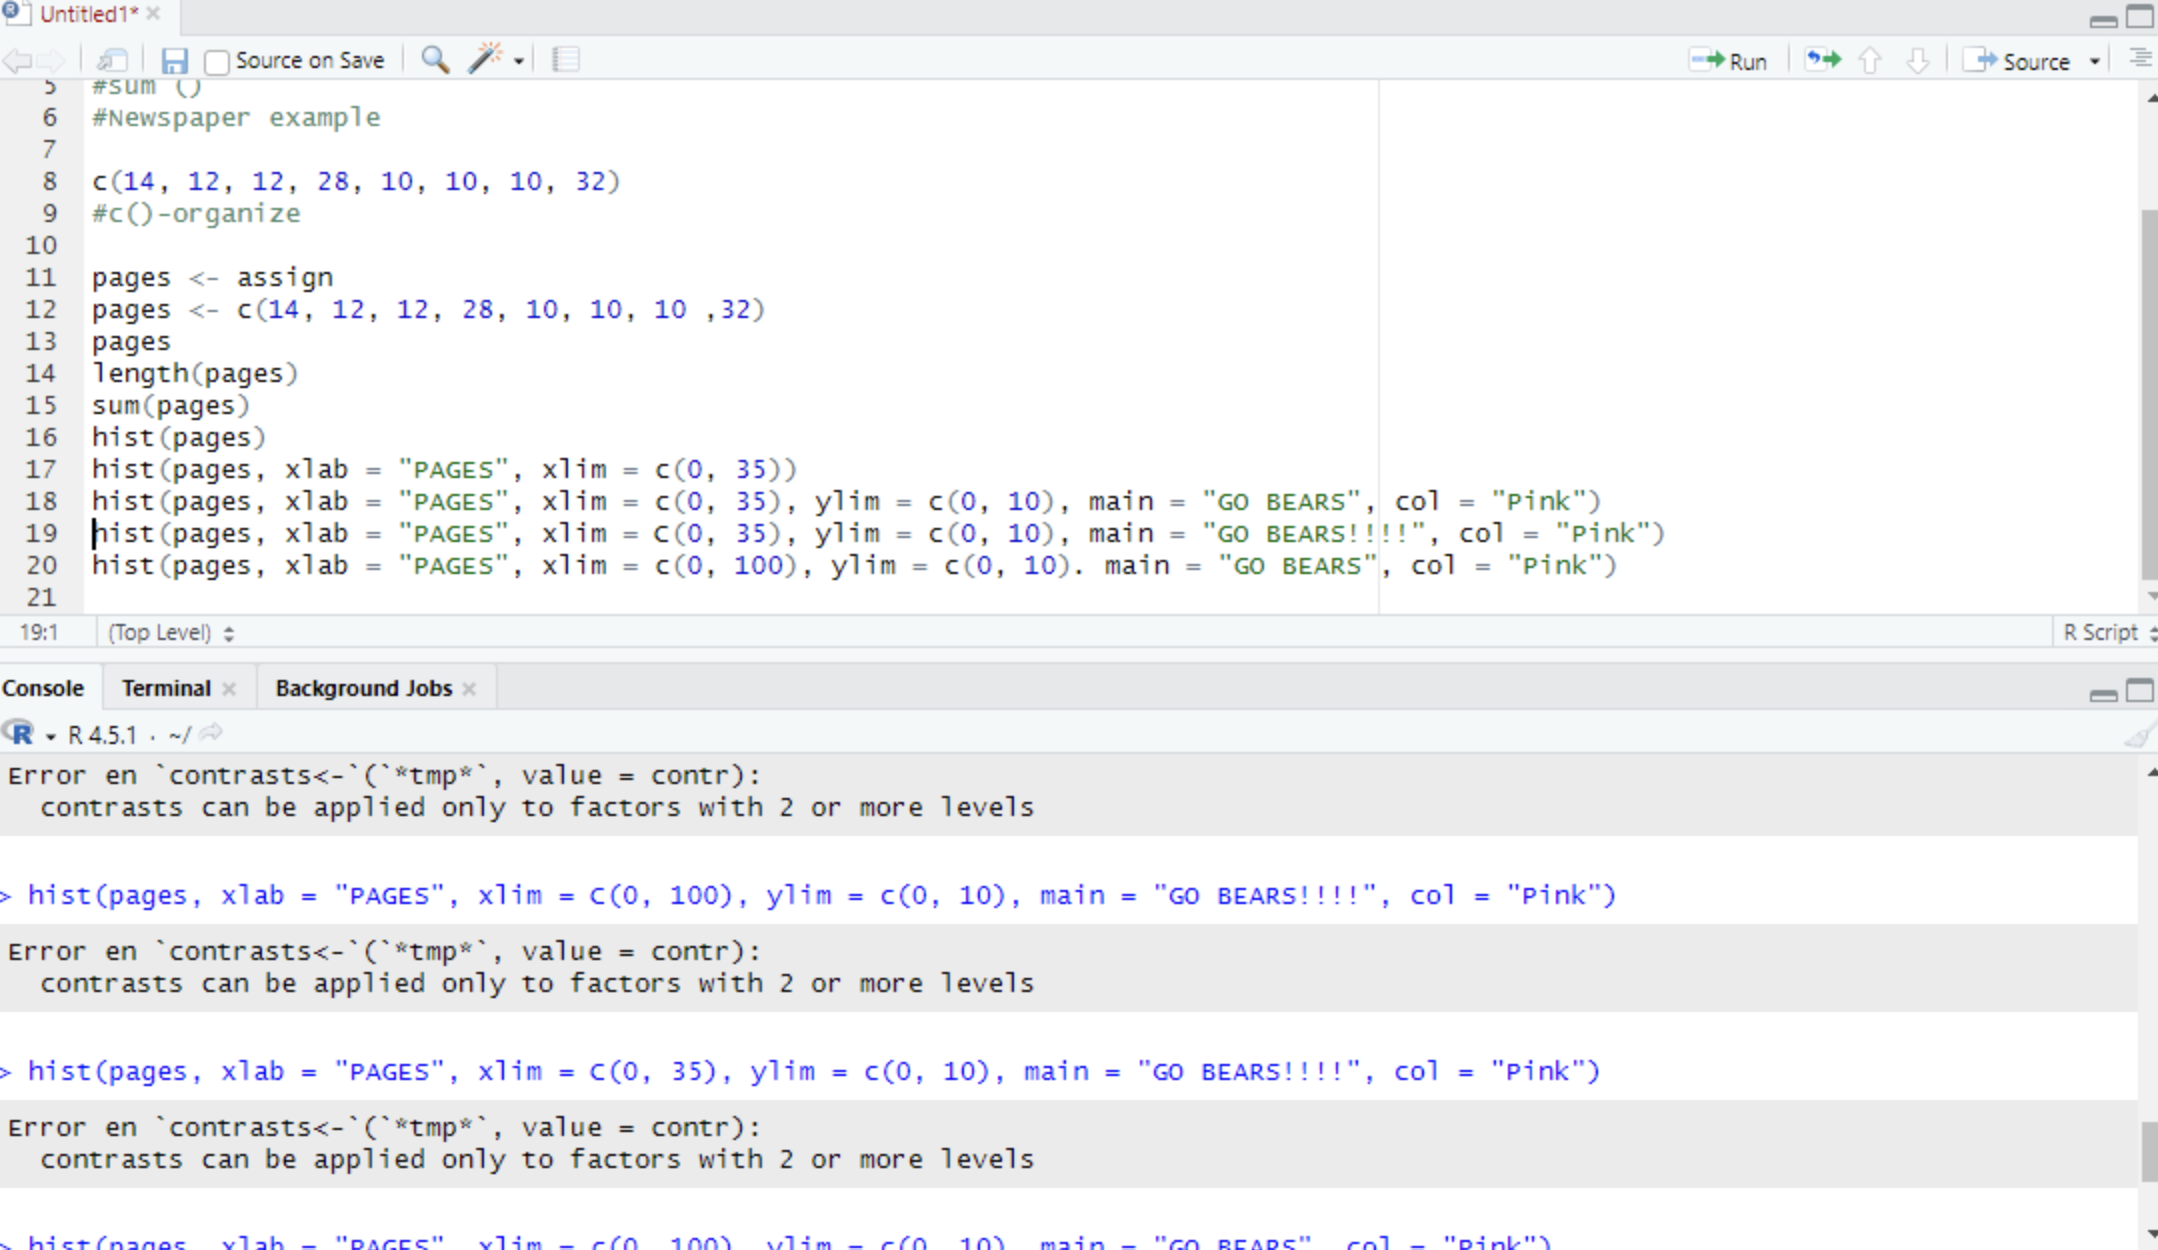 Untitled1*
Source on Save
Run
Source
5 #sum ()
6 #Newspaper example
7
8 c(14, 12, 12, 28, 10, 10, 10, 32)
9 #c()-organize
10
11 pages <- assign
12 pages <- c(14, 12, 12, 28, 10, 10, 10 ,32)
13 pages
14 length(pages)
15 sum(pages)
16 hist(pages)
17 hist(pages, xlab = "PAGES", xlim = c(0, 35))
18 hist(pages, xlab = "PAGES", xlim = c(0, 35), ylim = c(0, 10), main = "GO BEARS", col = "Pink")
19 hist(pages, xlab = "PAGES", xlim = c(0, 35), ylim = c(0, 10), main = "GO BEARS!!!!", col = "Pink")
20 hist(pages, xlab = "PAGES", xlim = c(0, 100), ylim = c(0, 10). main = "GO BEARS", col = "Pink")
21
19:1 (Top Level) R Script
Console Terminal Background Jobs
R R 4.5.1 · ~/
Error en `contrasts<-`(`*tmp*`, value = contr):
contrasts can be applied only to factors with 2 or more levels
> hist(pages, xlab = "PAGES", xlim = C(0, 100), ylim = c(0, 10), main = "GO BEARS!!!!", col = "Pink")
Error en `contrasts<-`(`*tmp*`, value = contr):
contrasts can be applied only to factors with 2 or more levels
> hist(pages, xlab = "PAGES", xlim = C(0, 35), ylim = c(0, 10), main = "GO BEARS!!!!", col = "Pink")
Error en `contrasts<-`(`*tmp*`, value = contr):
contrasts can be applied only to factors with 2 or more levels
> hist(pages, xlab = "PAGES", xlim = c(0, 100), ylim = c(0, 10), main = "GO BEARS", col = "Pink")